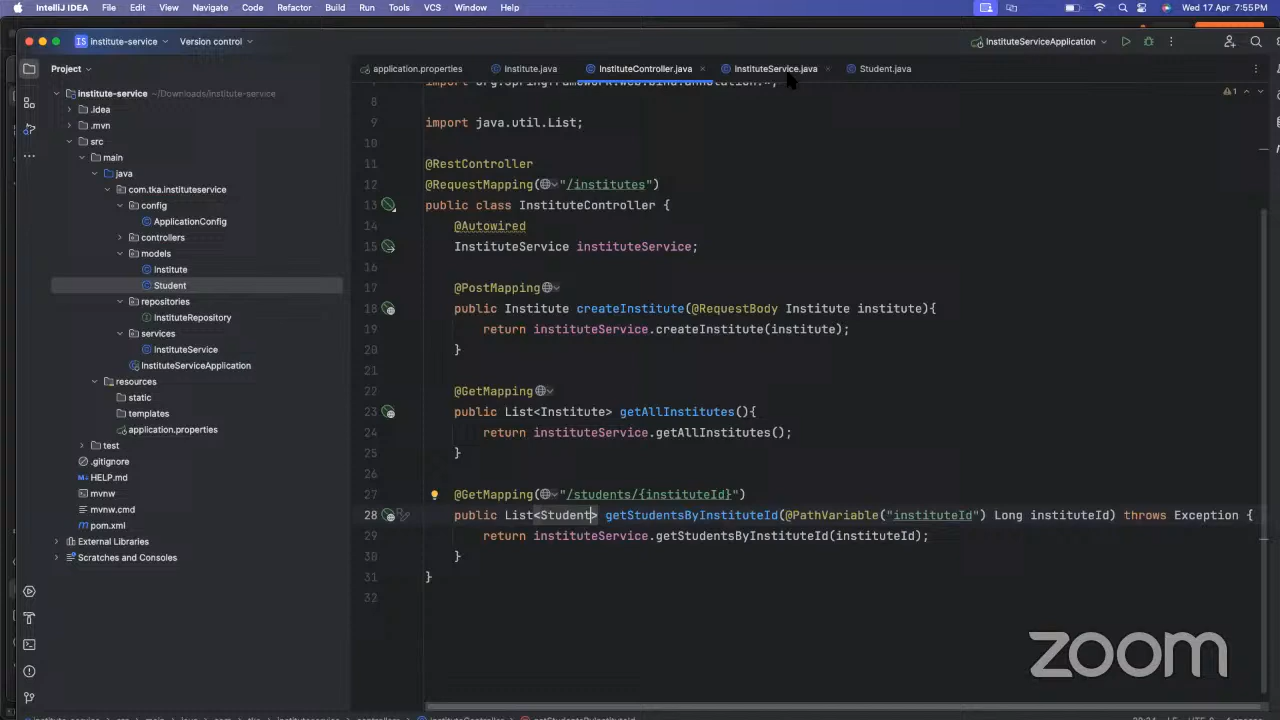 IntelliJ IDEA File Edit View Navigate Code Refactor Build Run Tools VCS Window Help Wed 17 Apr 7:55 PM
IS institute-service Version control InstituteServiceApplication
Project application.properties Institute.java InstituteController.java InstituteService.java Student.java
institute-service ~/Downloads/institute-service
.idea
.mvn
src
main
java
com.tka.instituteservice
config
ApplicationConfig
controllers
models
Institute
Student
repositories
InstituteRepository
services
InstituteService
InstituteServiceApplication
resources
static
templates
application.properties
test
.gitignore
HELP.md
mvnw
mvnw.cmd
pom.xml
External Libraries
Scratches and Consoles
1
8
9 import java.util.List;
10
11 @RestController
12 @RequestMapping("/institutes")
13 public class InstituteController {
14 @Autowired
15 InstituteService instituteService;
16
17 @PostMapping
18 public Institute createInstitute(@RequestBody Institute institute){
19 return instituteService.createInstitute(institute);
20 }
21
22 @GetMapping
23 public List<Institute> getAllInstitutes(){
24 return instituteService.getAllInstitutes();
25 }
26
27 @GetMapping("/students/{instituteId}")
28 public List<Student> getStudentsByInstituteId(@PathVariable("instituteId") Long instituteId) throws Exception {
29 return instituteService.getStudentsByInstituteId(instituteId);
30 }
31 }
32
zoom